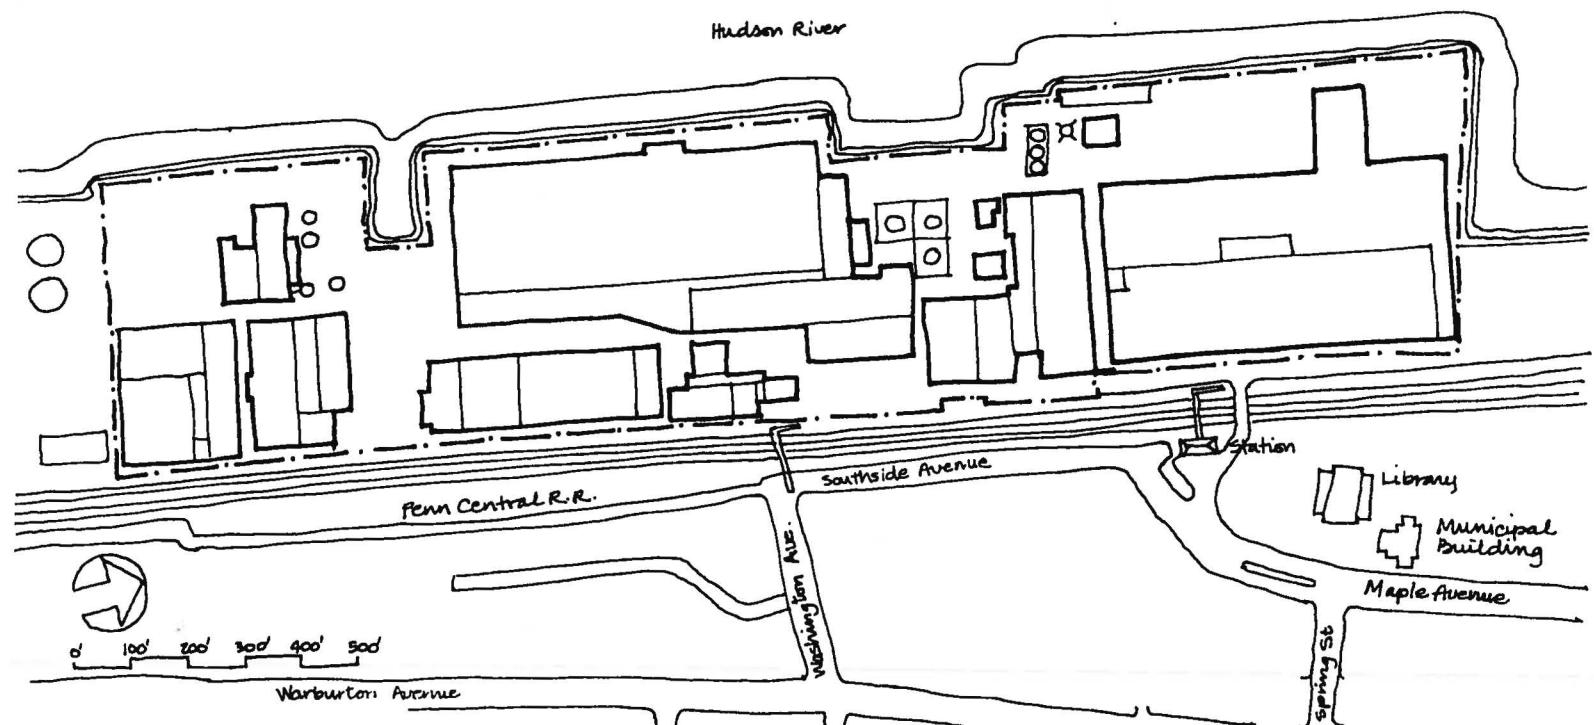 Hudson River
Station
Southside Avenue
Library
Penn Central R.R.
Municipal
Building
Washington Ave.
Maple Avenue
0' 100' 200' 300' 400' 500'
Spring St
Warburton Avenue